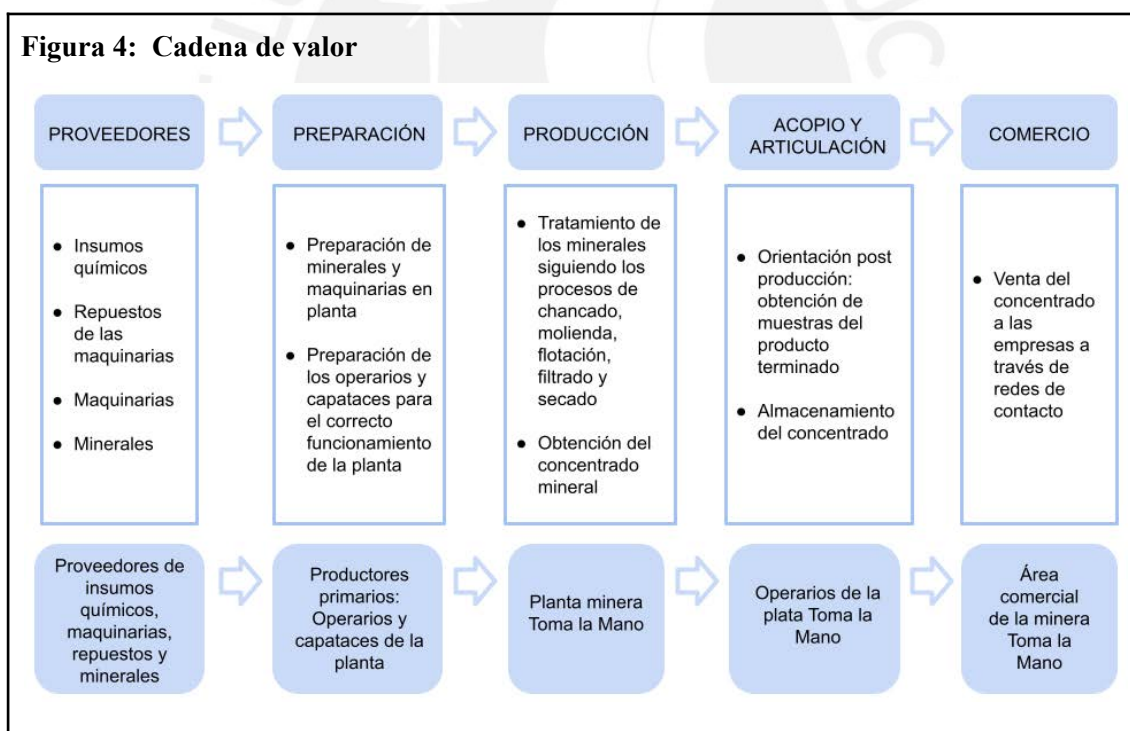 Figura 4: Cadena de valor
PROVEEDORES
PREPARACIÓN
PRODUCCIÓN
ACOPIO Y
ARTICULACIÓN
COMERCIO
● Insumos
químicos
● Repuestos
de las
maquinarias
● Maquinarias
● Minerales
● Preparación de
minerales y
maquinarias en
planta
● Preparación de
los operarios y
capataces para
el correcto
funcionamiento
de la planta
● Tratamiento de
los minerales
siguiendo los
procesos de
chancado,
molienda,
flotación,
filtrado y
secado
● Obtención del
concentrado
mineral
● Orientación post
producción:
obtención de
muestras del
producto
terminado
● Almacenamiento
del concentrado
● Venta del
concentrado
a las
empresas a
través de
redes de
contacto
Proveedores de
insumos
químicos,
maquinarias,
repuestos y
minerales
Productores
primarios:
Operarios y
capataces de la
planta
Planta minera
Toma la Mano
Operarios de la
plata Toma la
Mano
Área
comercial
de la minera
Toma la
Mano